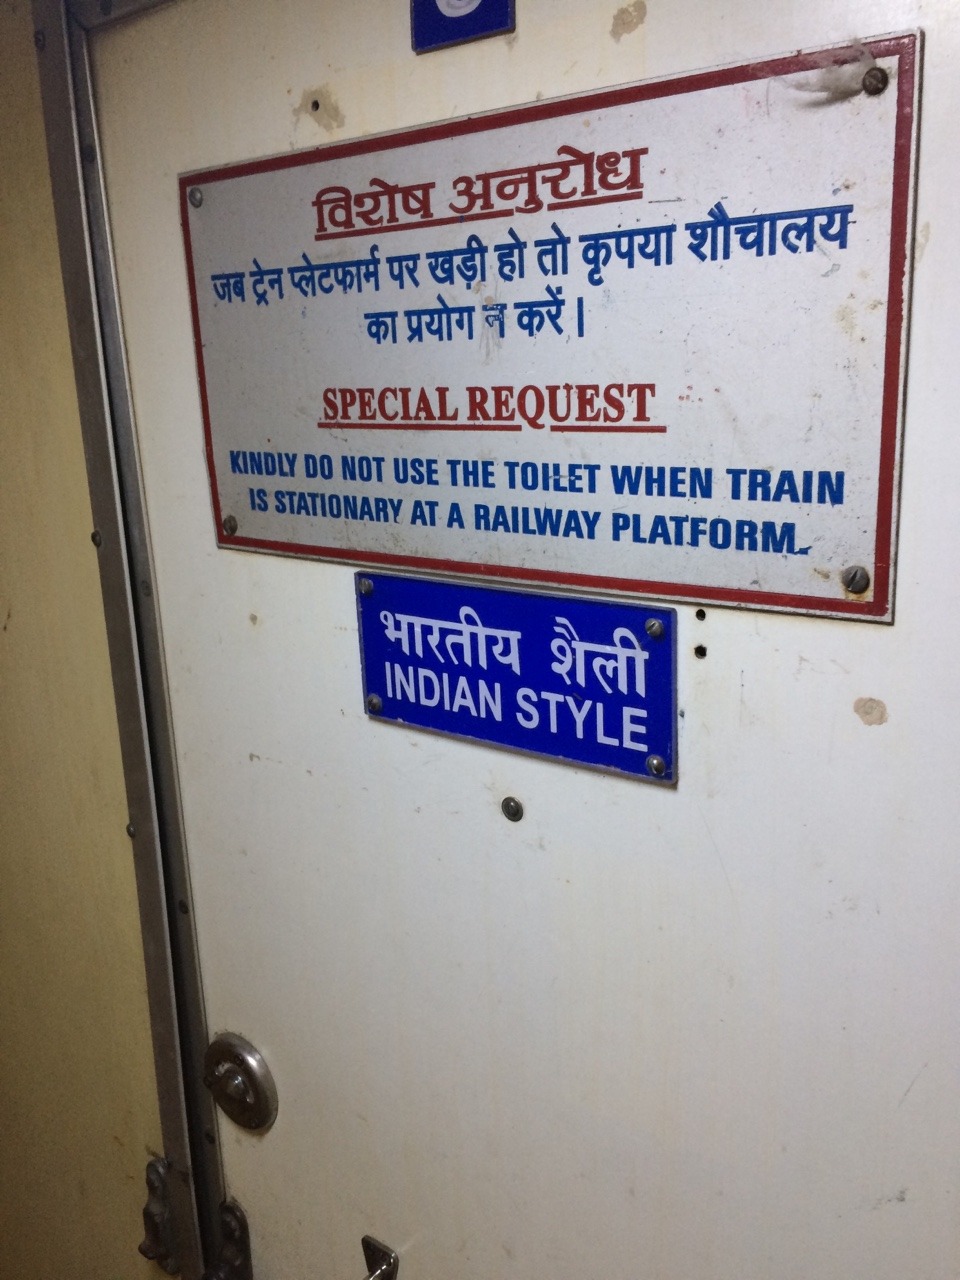 विशेष अनुरोध
जब ट्रेन प्लेटफार्म पर खड़ी हो तो कृपया शौचालय
का प्रयोग न करें।
SPECIAL REQUEST
KINDLY DO NOT USE THE TOILET WHEN TRAIN
IS STATIONARY AT A RAILWAY PLATFORM.
भारतीय शैली
INDIAN STYLE